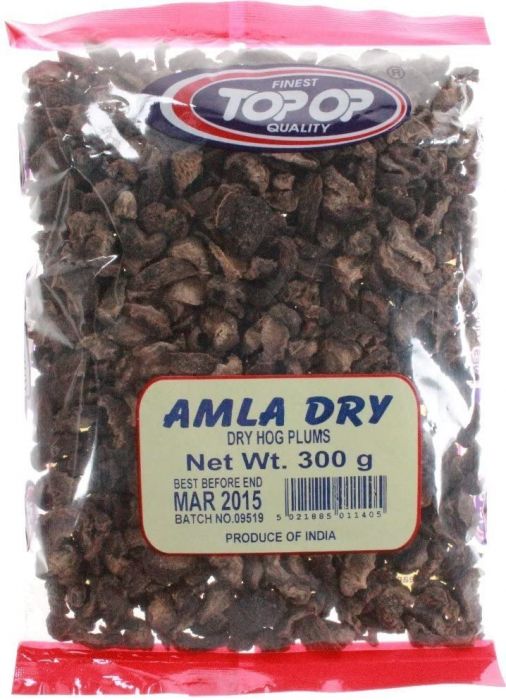 FINEST
TOPOP
QUALITY
®
AMLA DRY
DRY HOG PLUMS
Net Wt. 300 g
BEST BEFORE END
MAR 2015
BATCH NO.09519
5 021885 011405
PRODUCE OF INDIA